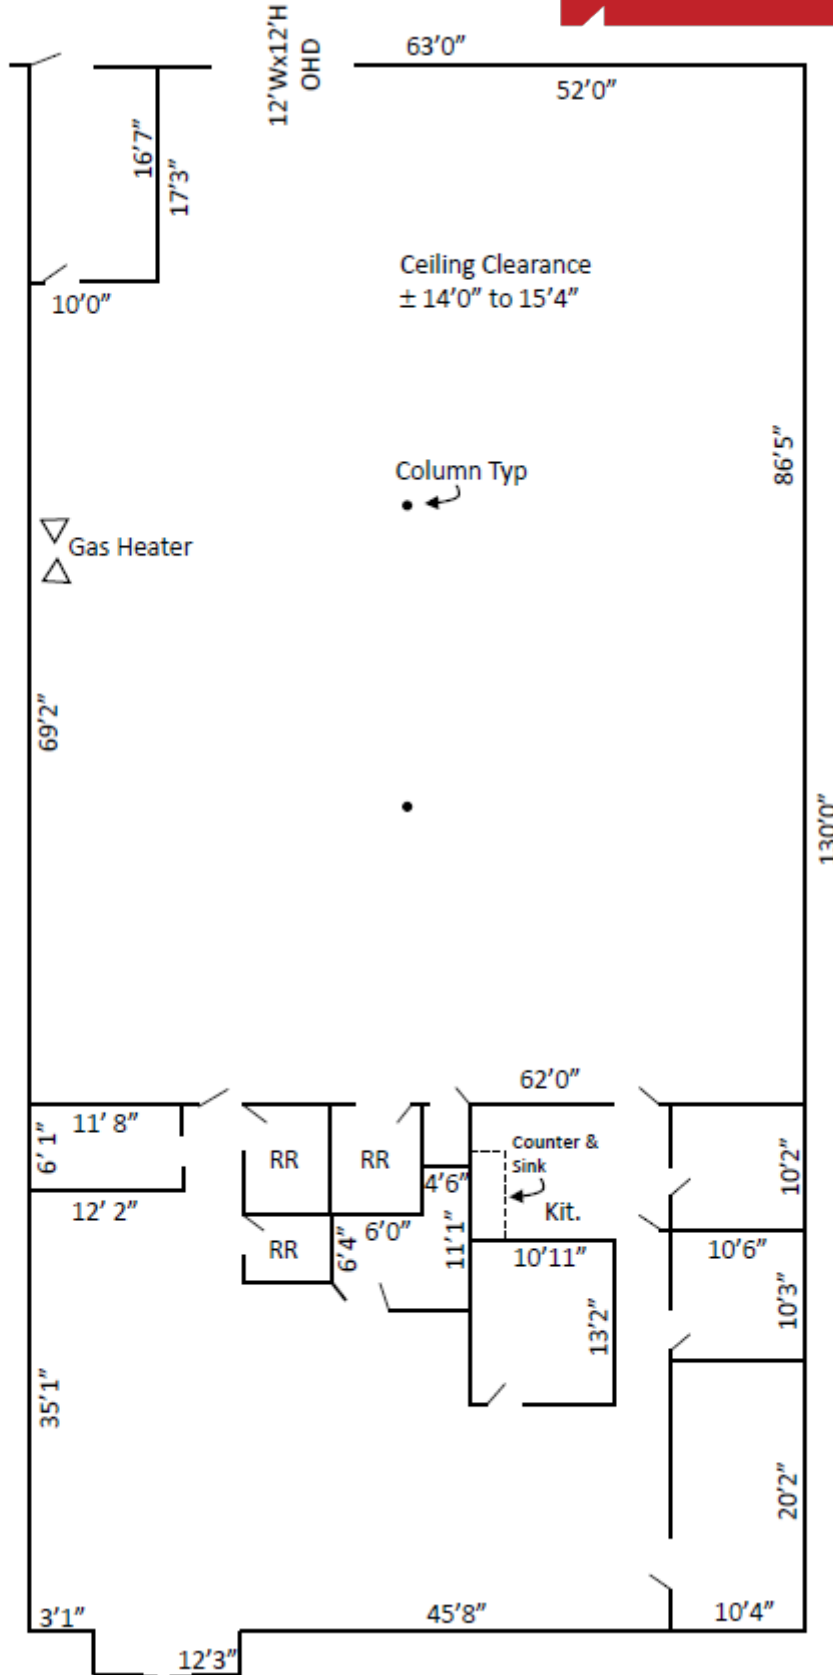 63’0”
12’Wx12’H
OHD
52’0”
16’7”
17’3”
Ceiling Clearance
± 14’0” to 15’4”
10’0”
86’5”
Column Typ
Gas Heater
69’2”
130’0”
62’0”
11’ 8”
6’ 1”
RR
RR
Counter &
Sink
10’2”
4’6”
12’ 2”
Kit.
6’0”
11’1”
RR
6’4”
10’11”
10’6”
10’3”
13’2”
35’1”
20’2”
3’1”
45’8”
10’4”
12’3”